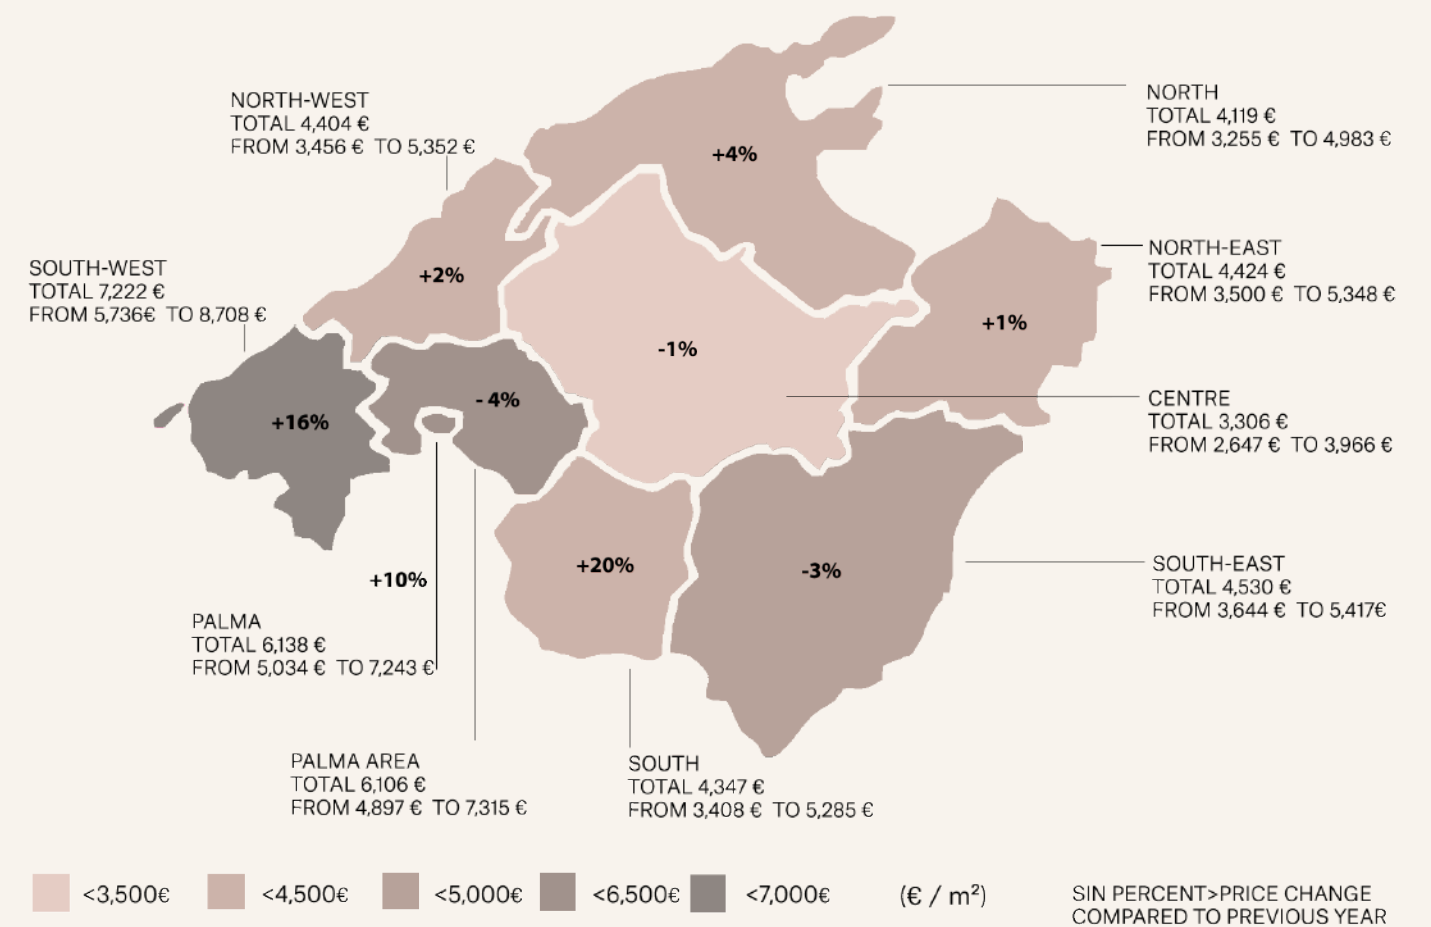 NORTH-WEST
TOTAL 4,404 €
FROM 3,456 € TO 5,352 €
NORTH
TOTAL 4,119 €
FROM 3,255 € TO 4,983 €
+4%
SOUTH-WEST
TOTAL 7,222 €
FROM 5,736€ TO 8,708 €
+2%
NORTH-EAST
TOTAL 4,424 €
FROM 3,500 € TO 5,348 €
+1%
-1%
+16%
- 4%
CENTRE
TOTAL 3,306 €
FROM 2,647 € TO 3,966 €
+10%
+20%
-3%
SOUTH-EAST
TOTAL 4,530 €
FROM 3,644 € TO 5,417€
PALMA
TOTAL 6,138 €
FROM 5,034 € TO 7,243 €
PALMA AREA
TOTAL 6,106 €
FROM 4,897 € TO 7,315 €
SOUTH
TOTAL 4,347 €
FROM 3,408 € TO 5,285 €
<3,500€ <4,500€ <5,000€ <6,500€ <7,000€ (€ / m²)
SIN PERCENT>PRICE CHANGE
COMPARED TO PREVIOUS YEAR